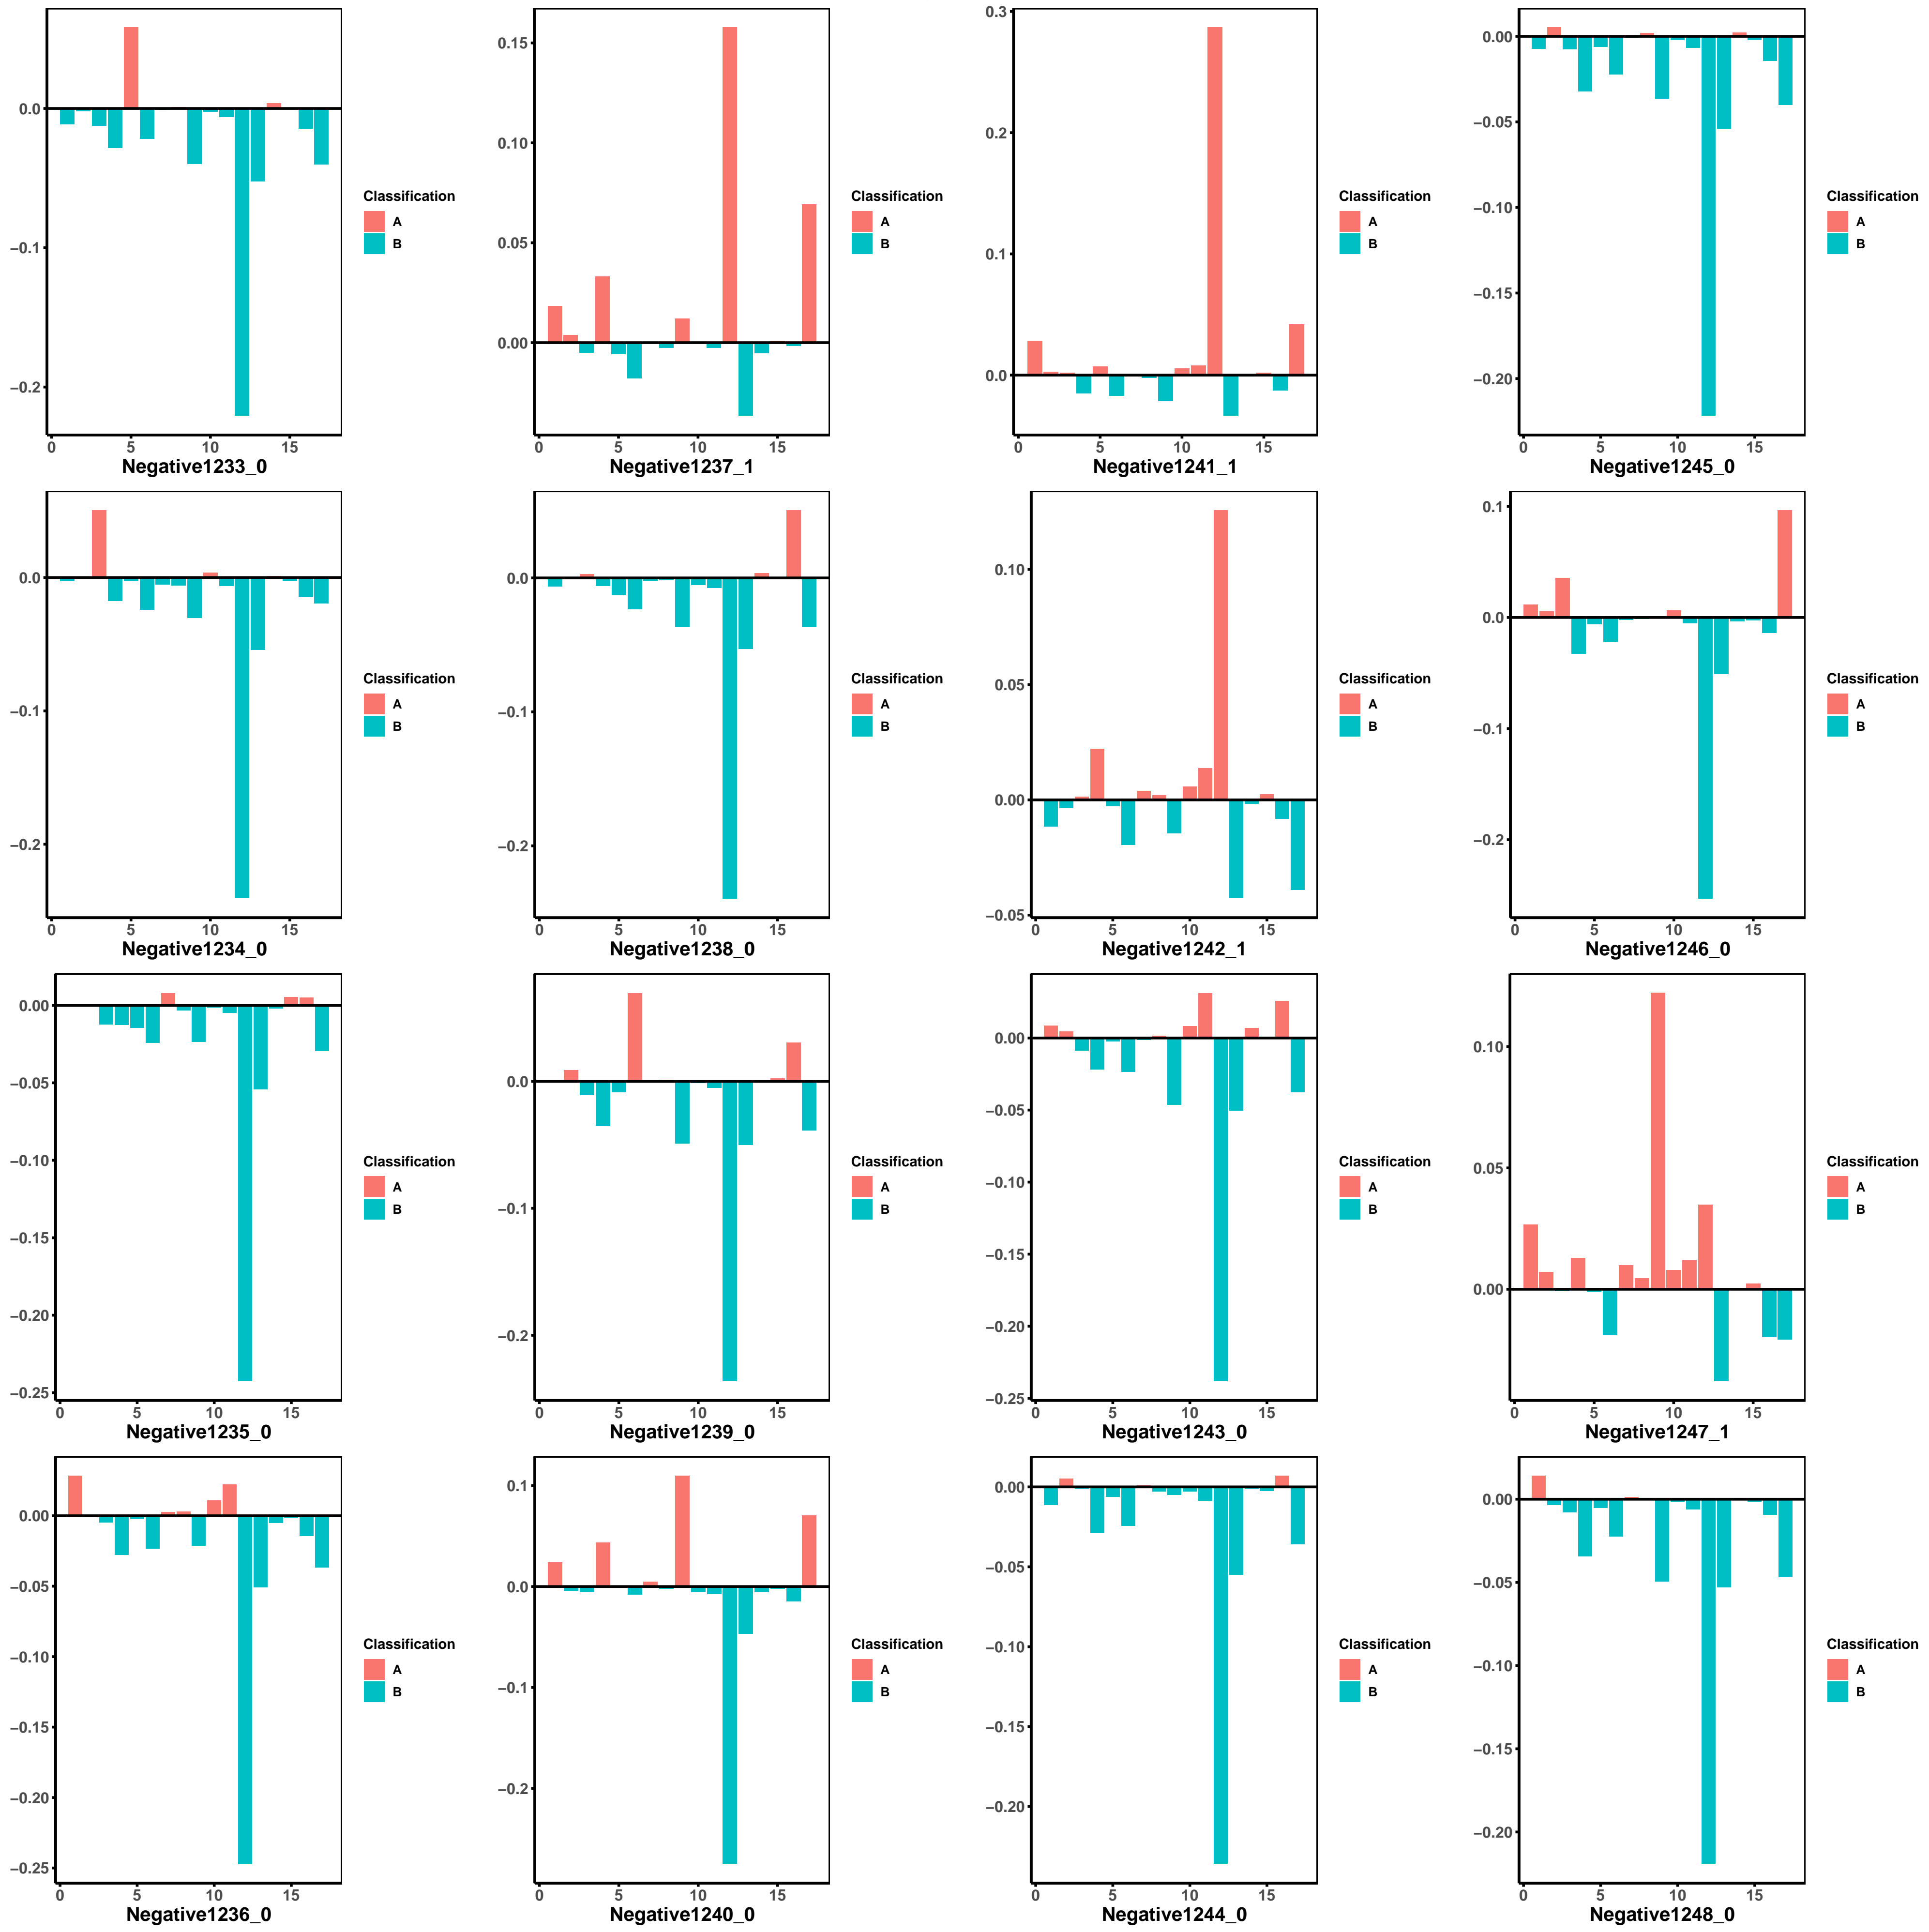 0.0
−0.1
−0.2
0
5
10
15
Negative1233_0
Classification
A
B
0.15
0.10
0.05
0.00
0
5
10
15
Negative1237_1
Classification
A
B
0.3
0.2
0.1
0.0
0
5
10
15
Negative1241_1
Classification
A
B
0.00
−0.05
−0.10
−0.15
−0.20
0
5
10
15
Negative1245_0
Classification
A
B
0.0
−0.1
−0.2
0
5
10
15
Negative1234_0
Classification
A
B
0.0
−0.1
−0.2
0
5
10
15
Negative1238_0
Classification
A
B
0.10
0.05
0.00
−0.05
0
5
10
15
Negative1242_1
Classification
A
B
0.1
0.0
−0.1
−0.2
0
5
10
15
Negative1246_0
Classification
A
B
0.00
−0.05
−0.10
−0.15
−0.20
−0.25
0
5
10
15
Negative1235_0
Classification
A
B
0.0
−0.1
−0.2
0
5
10
15
Negative1239_0
Classification
A
B
0.00
−0.05
−0.10
−0.15
−0.20
−0.25
0
5
10
15
Negative1243_0
Classification
A
B
0.10
0.05
0.00
0
5
10
15
Negative1247_1
Classification
A
B
0.00
−0.05
−0.10
−0.15
−0.20
−0.25
0
5
10
15
Negative1236_0
Classification
A
B
0.1
0.0
−0.1
−0.2
0
5
10
15
Negative1240_0
Classification
A
B
0.00
−0.05
−0.10
−0.15
−0.20
0
5
10
15
Negative1244_0
Classification
A
B
0.00
−0.05
−0.10
−0.15
−0.20
0
5
10
15
Negative1248_0
Classification
A
B